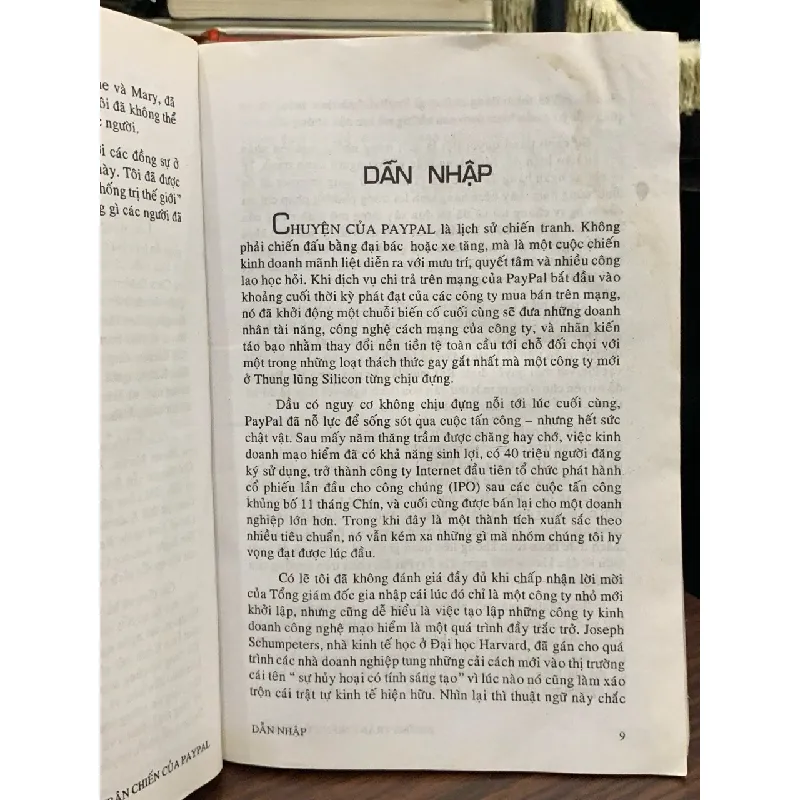 và Mary, đã
đã không thể
người.
các đồng sự ở
này. Tôi đã được
thống trị thế giới"
gì các người đã
DẪN NHẬP
CHUYỆN CỦA PAYPAL là lịch sử chiến tranh. Không
phải chiến đấu bằng đại bác hoặc xe tăng, mà là một cuộc chiến
kinh doanh mãnh liệt diễn ra với mưu trí, quyết tâm và nhiều công
lao học hỏi. Khi dịch vụ chi trả trên mạng của PayPal bắt đầu vào
khoảng cuối thời kỳ phát đạt của các công ty mua bán trên mạng,
nó đã khởi động một chuỗi biến cố cuối cùng sẽ đưa những doanh
nhân tài năng, công nghệ cách mạng của công ty, và nhãn kiến
táo bạo nhằm thay đổi nền tiền tệ toàn cầu tới chỗ đối chọi với
một trong những loạt thách thức gay gắt nhất mà một công ty mới
ở Thung lũng Silicon từng chịu đựng.
Dầu có nguy cơ không chịu đựng nổi tới lúc cuối cùng,
PayPal đã nỗ lực để sống sót qua cuộc tấn công – nhưng hết sức
chật vật. Sau mấy năm thăng trầm được chăng hay chớ, việc kinh
doanh mạo hiểm đã có khả năng sinh lợi, có 40 triệu người đăng
ký sử dụng, trở thành công ty Internet đầu tiên tổ chức phát hành
cổ phiếu lần đầu cho công chúng (IPO) sau các cuộc tấn công
khủng bố 11 tháng Chín, và cuối cùng được bán lại cho một doanh
nghiệp lớn hơn. Trong khi đây là một thành tích xuất sắc theo
nhiều tiêu chuẩn, nó vẫn kém xa những gì mà nhóm chúng tôi hy
vọng đạt được lúc đầu.
Có lẽ tôi đã không đánh giá đầy đủ khi chấp nhận lời mời
của Tổng giám đốc gia nhập cái lúc đó chỉ là một công ty nhỏ mới
khởi lập, nhưng cũng dễ hiểu là việc tạo lập những công ty kinh
doanh công nghệ mạo hiểm là một quá trình đầy trắc trở. Joseph
Schumpeters, nhà kinh tế học ở Đại học Harvard, đã gán cho quá
trình các nhà doanh nghiệp tung những cải cách mới vào thị trường
cái tên " sự hủy hoại có tính sáng tạo" vì lúc nào nó cũng làm xáo
trộn cái trật tự kinh tế hiện hữu. Nhìn lại thì thuật ngữ này chắc
DẪN NHẬP 9
CHIẾN CỦA PAYPAL